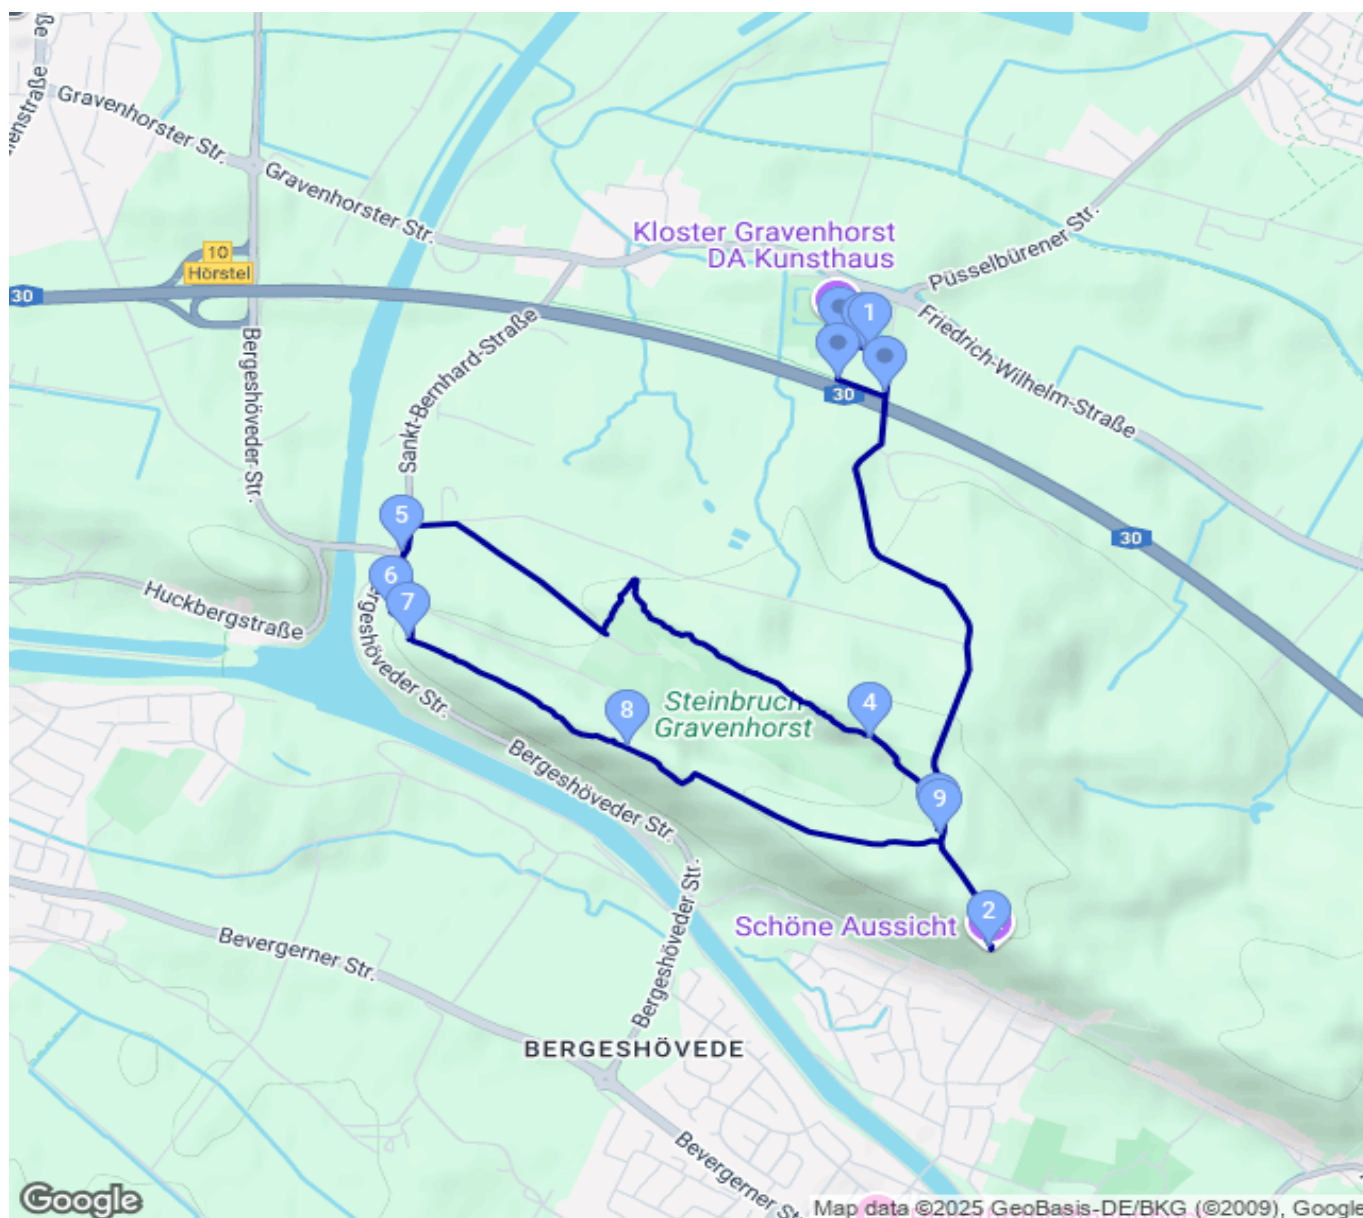 Gravenhorster Str.
Gravenhorster Str.
10
Hörstel
30
Kloster Gravenhorst
DA Kunsthaus
Püsselbürener Str.
Friedrich-Wilhelm-Straße
1
30
Bergeshöveder Str.
Sankt-Bernhard-Straße
5
30
6
7
Huckbergstraße
Bergeshöveder Str.
Steinbruch
Gravenhorst
4
8
Bergeshöveder Str.
9
Bergeshöveder Str.
Schöne Aussicht
2
Bevergerner Str.
BERGESHÖVEDE
Bevergerner Str
Google
Map data ©2025 GeoBasis-DE/BKG (©2009), Google